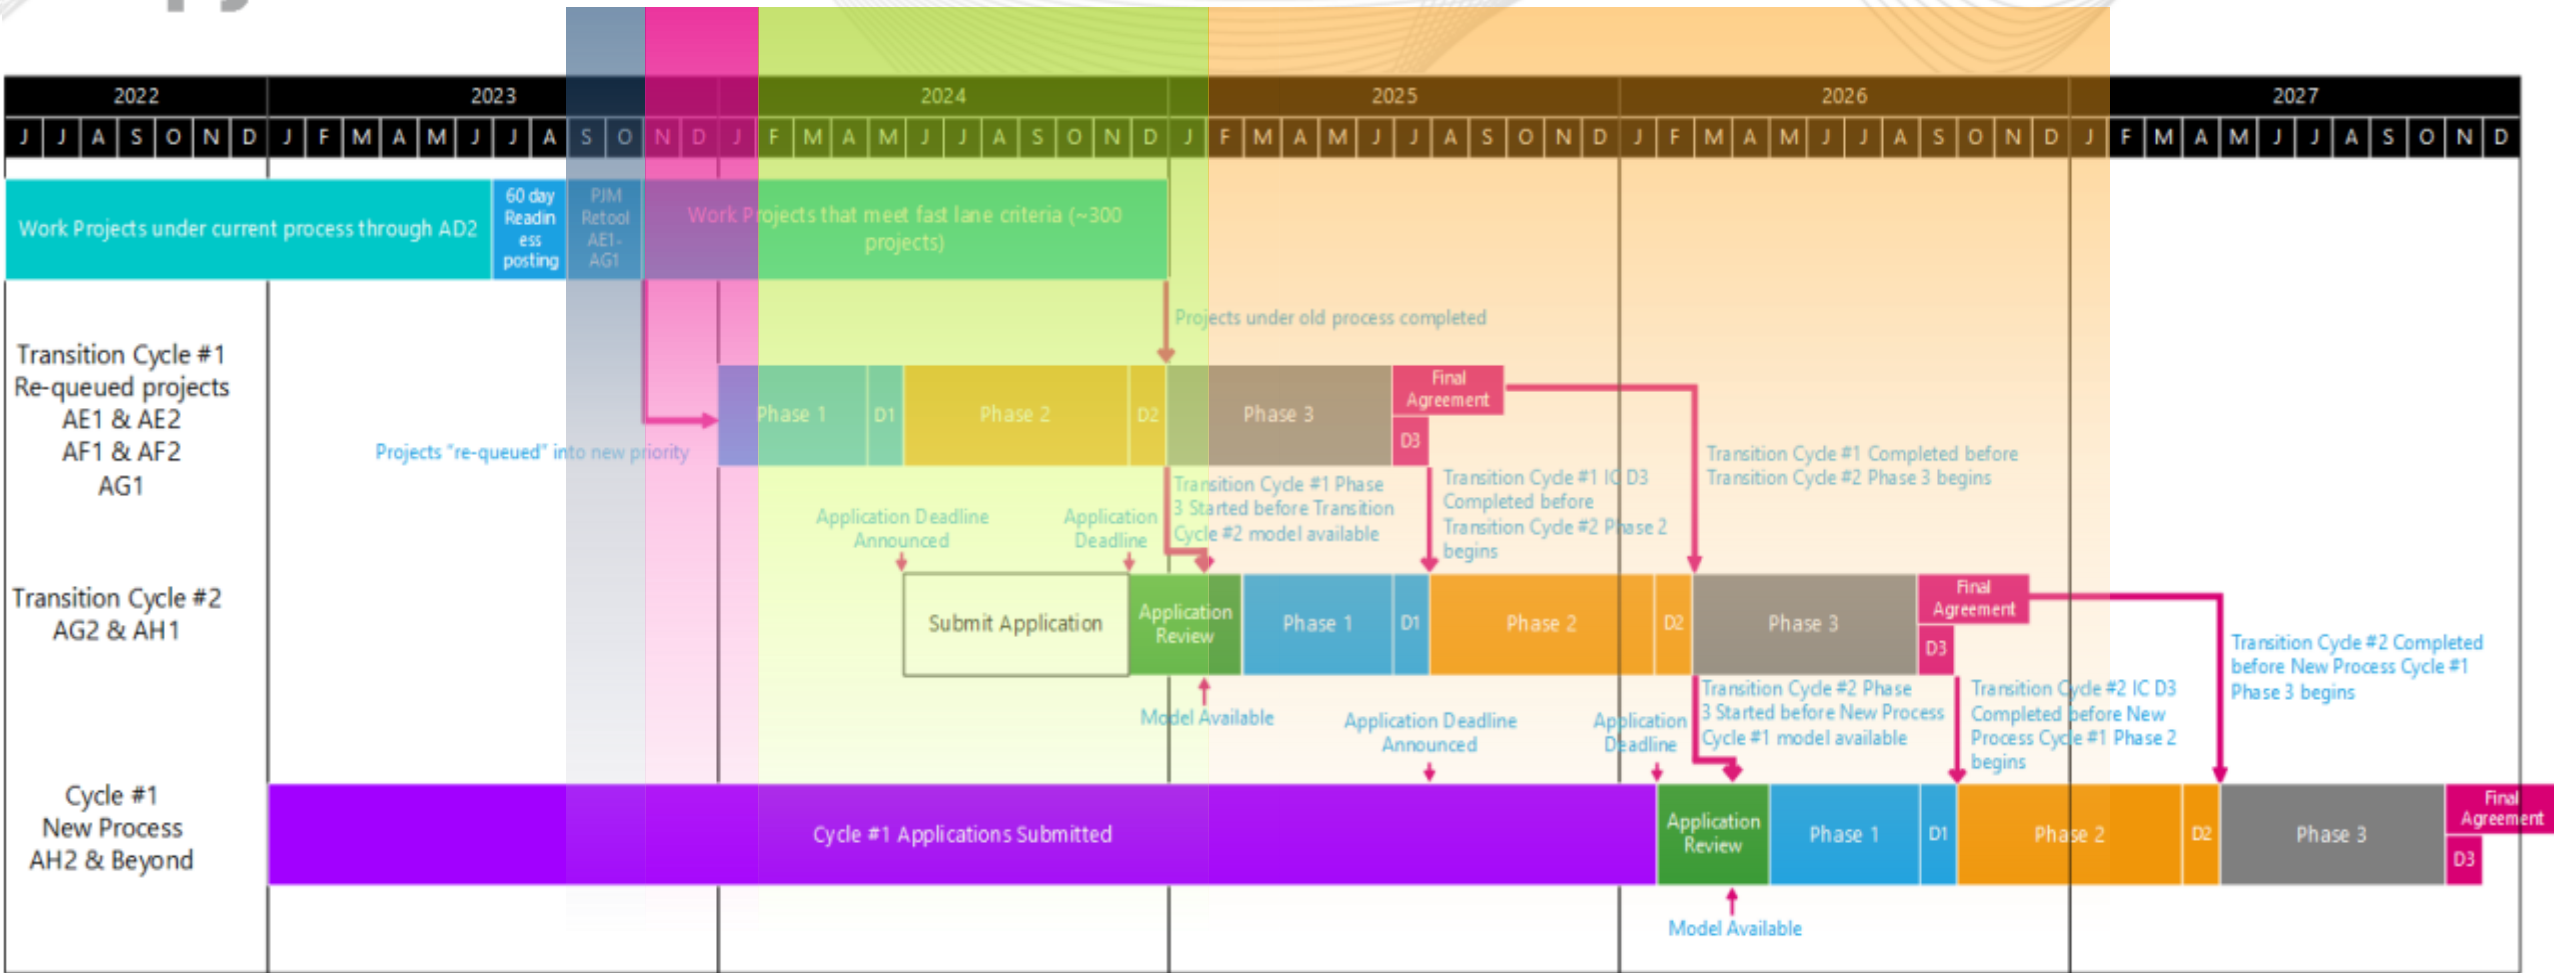 2022 2023 2024 2025 2026 2027
J J A S O N D J F M A M J J A S O N D J F M A M J J A S O N D J F M A M J J A S O N D J F M A M J J A S O N D J F M A M J J A S O N D
Work Projects under current process through AD2
60 day
Readin
ess
posting
PJM
Retool
AE1-
AG1
Work Projects that meet fast lane criteria (~300
projects)
Projects under old process completed
Transition Cycle #1
Re-queued projects
AE1 & AE2
AF1 & AF2
AG1
Projects "re-queued" into new priority
Phase 1
D1
Phase 2
D2
Phase 3
Final
Agreement
D3
Transition Cycle #1 Completed before
Transition Cycle #2 Phase 3 begins
Application Deadline
Announced
Application
Deadline
Transition Cycle #1 Phase
3 Started before Transition
Cycle #2 model available
Transition Cycle #1 IC D3
Completed before
Transition Cycle #2 Phase 2
begins
Transition Cycle #2
AG2 & AH1
Submit Application
Application
Review
Phase 1
D1
Phase 2
D2
Phase 3
Final
Agreement
D3
Transition Cycle #2 Completed
before New Process Cycle #1
Phase 3 begins
Model Available
Application Deadline
Announced
Application
Deadline
Transition Cycle #2 Phase
3 Started before New Process
Cycle #1 model available
Transition Cycle #2 IC D3
Completed before New
Process Cycle #1 Phase 2
begins
Cycle #1
New Process
AH2 & Beyond
Cycle #1 Applications Submitted
Application
Review
Phase 1
D1
Phase 2
D2
Phase 3
Final
Agreement
D3
Model Available